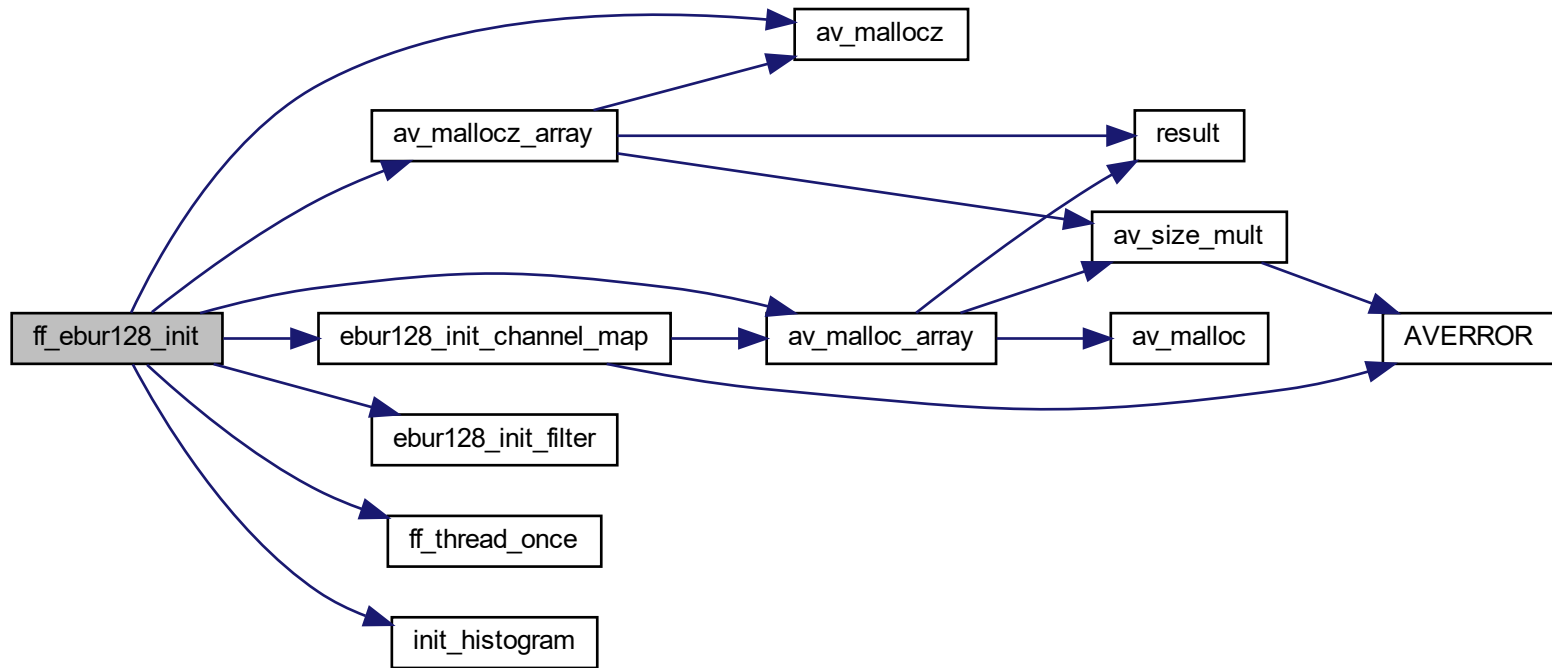 av_mallocz
av_mallocz_array
result
av_size_mult
ff_ebur128_init
ebur128_init_channel_map
av_malloc_array
av_malloc
AVERROR
ebur128_init_filter
ff_thread_once
init_histogram